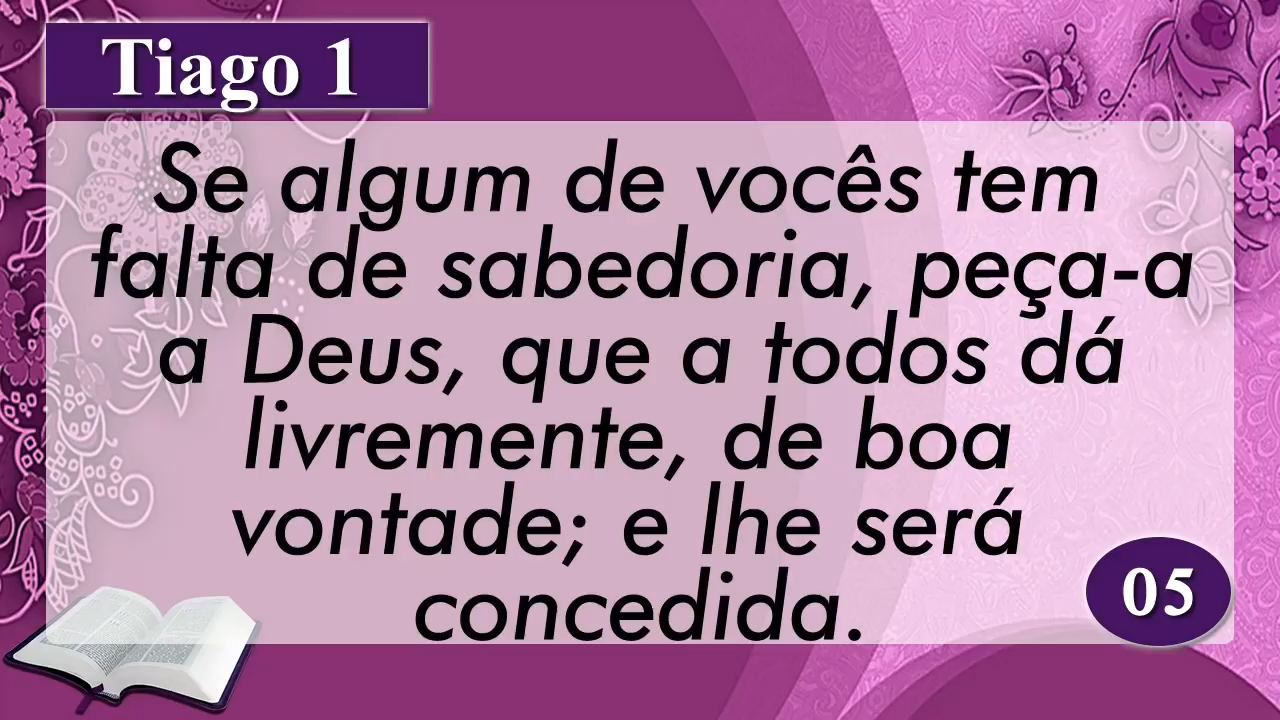 Tiago 1
Se algum de vocês tem
falta de sabedoria, peça-a
a Deus, que a todos dá
livremente, de boa
vontade; e lhe será
concedida.
05